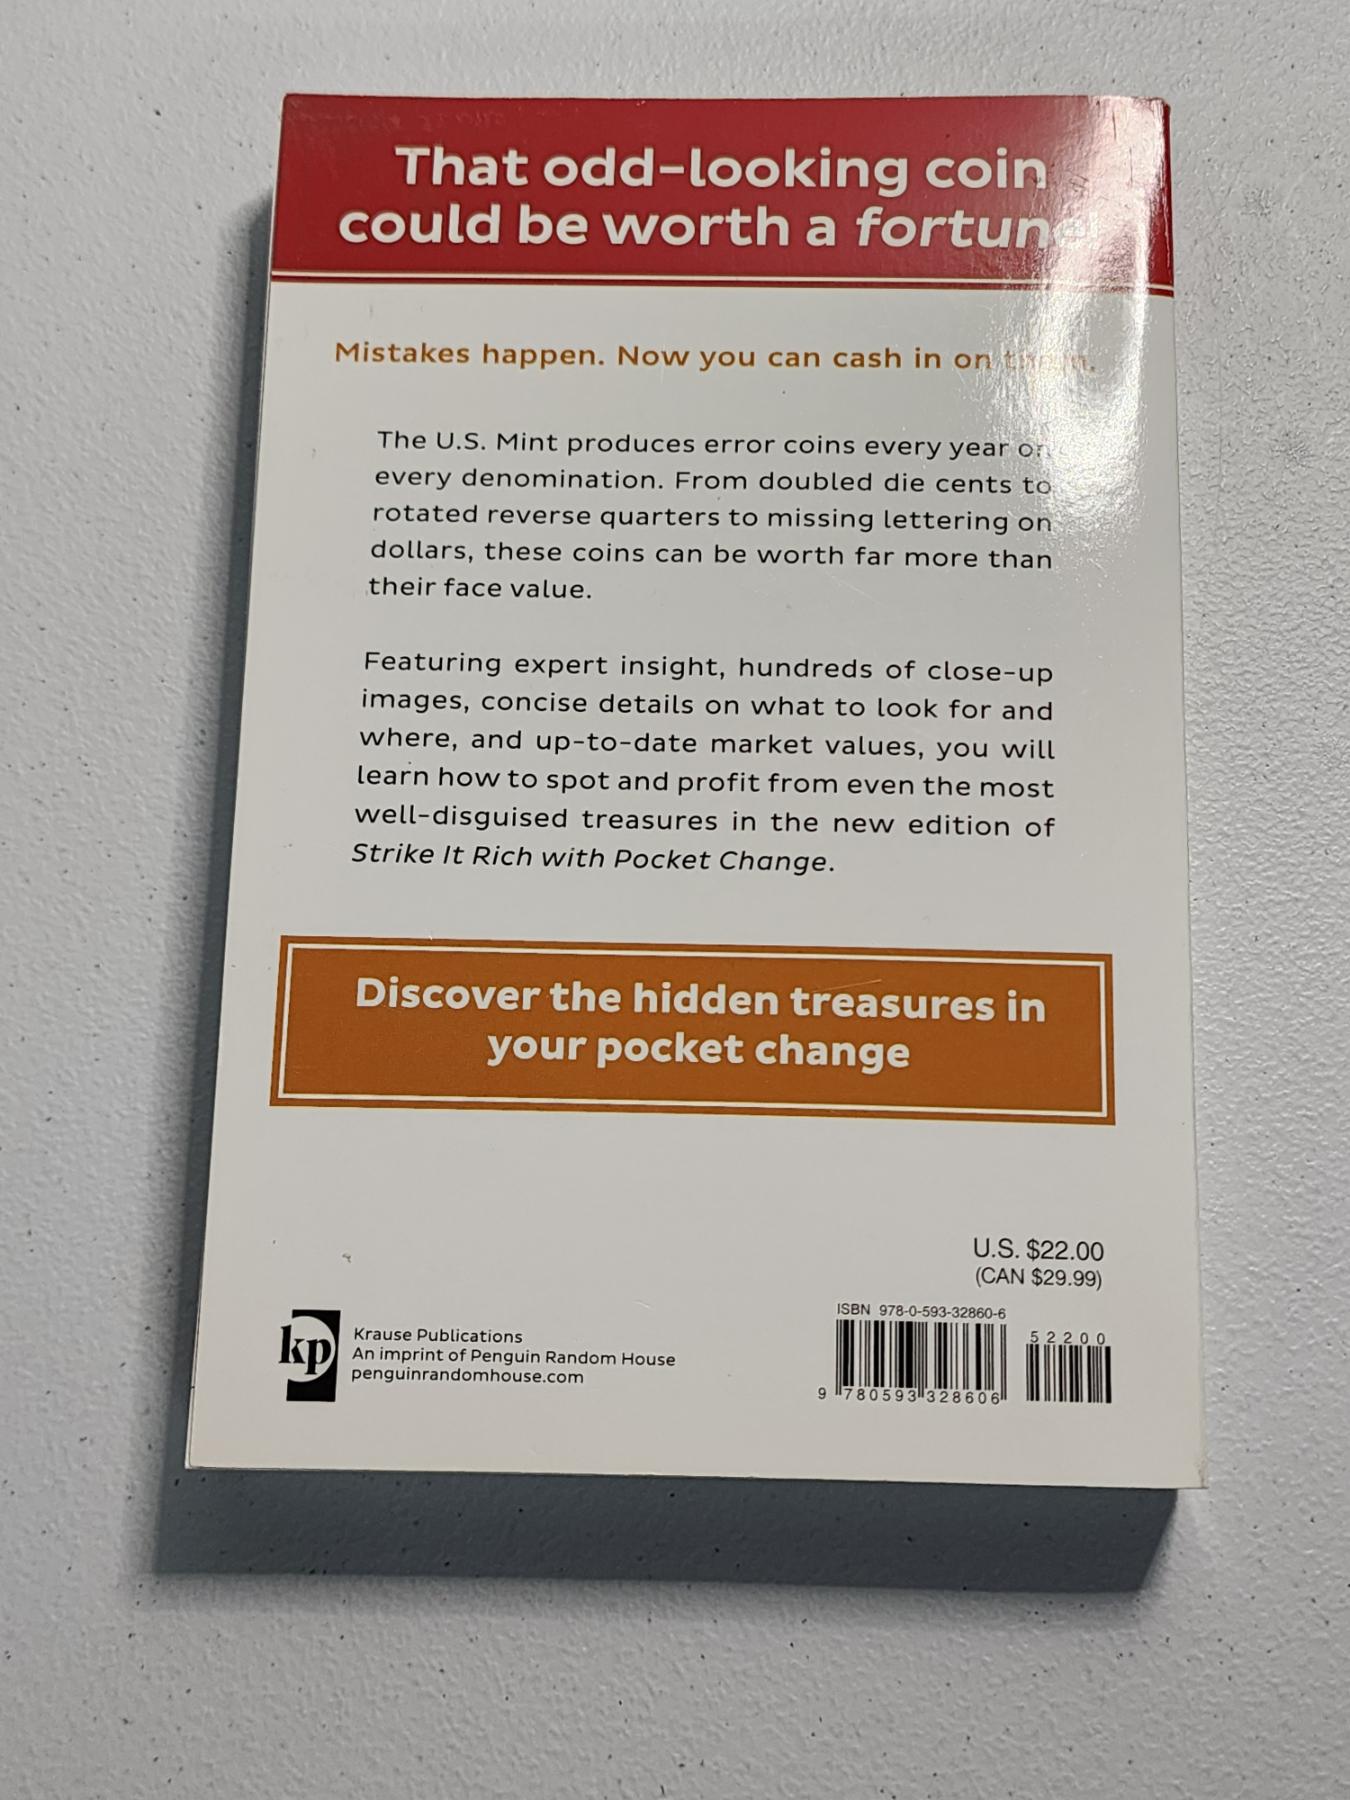 That odd-looking coin
could be worth a fortune!
Mistakes happen. Now you can cash in on them.
The U.S. Mint produces error coins every year on
every denomination. From doubled die cents to
rotated reverse quarters to missing lettering on
dollars, these coins can be worth far more than
their face value.
Featuring expert insight, hundreds of close-up
images, concise details on what to look for and
where, and up-to-date market values, you will
learn how to spot and profit from even the most
well-disguised treasures in the new edition of
Strike It Rich with Pocket Change.
Discover the hidden treasures in
your pocket change
U.S. $22.00
(CAN $29.99)
ISBN 978-0-593-32860-6
52200
9 780593 328606
kp
Krause Publications
An imprint of Penguin Random House
penguinrandomhouse.com